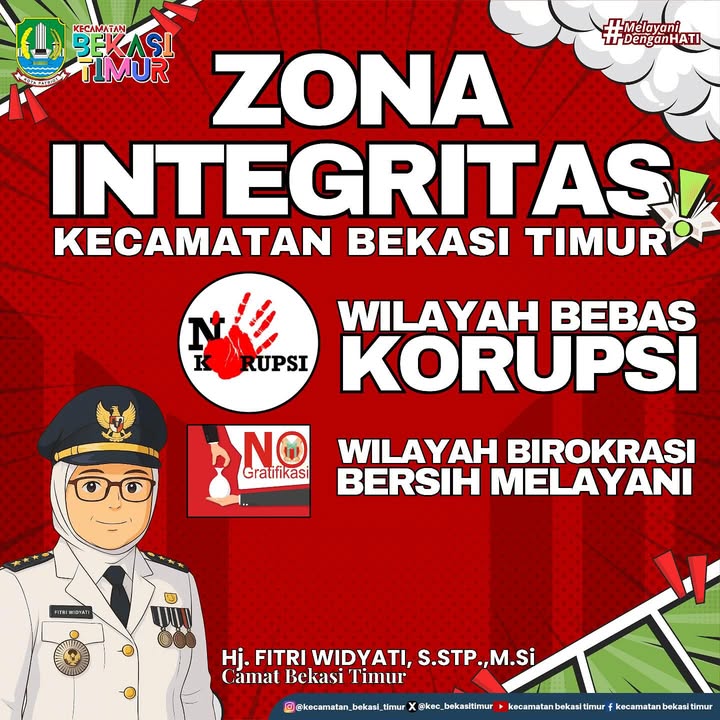 KECAMATAN
BEKASI
TIMUR
KOTA PATRIOT
#Melayani
DenganHATI
ZONA
INTEGRITAS
KECAMATAN BEKASI TIMUR
NO
KORUPSI
WILAYAH BEBAS
KORUPSI
NO
Gratifikasi
WILAYAH BIROKRASI
BERSIH MELAYANI
FITRI WIDYATI
Hj. FITRI WIDYATI, S.STP.,M.Si
Camat Bekasi Timur
@kecamatan_bekasi_timur @kec_bekasitimur kecamatan bekasi timur kecamatan bekasi timur